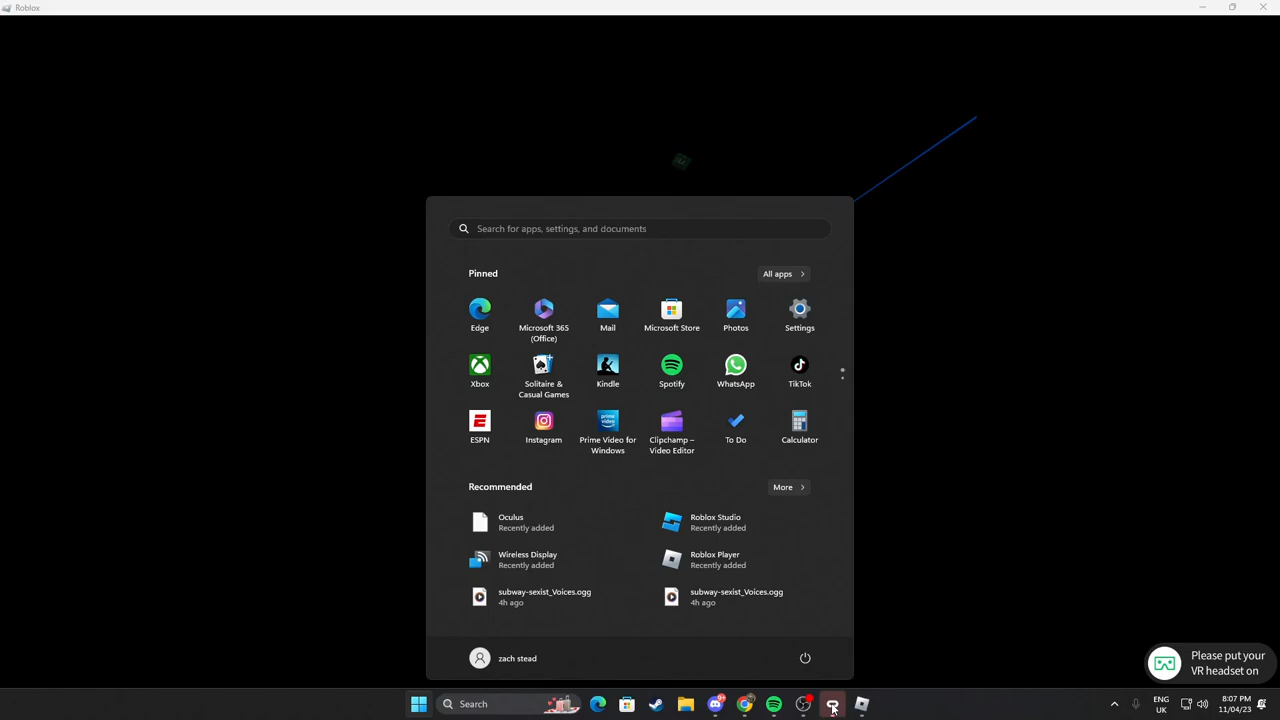 Roblox
Search for apps, settings, and documents
Pinned
All apps
Edge
Microsoft 365
(Office)
Mail
Microsoft Store
Photos
Settings
Xbox
Solitaire &
Casual Games
Kindle
Spotify
WhatsApp
TikTok
ESPN
Instagram
Prime Video for
Windows
Clipchamp –
Video Editor
To Do
Calculator
Recommended
More
Oculus
Recently added
Roblox Studio
Recently added
Wireless Display
Recently added
Roblox Player
Recently added
subway-sexist_Voices.ogg
4h ago
subway-sexist_Voices.ogg
4h ago
zach stead
Please put your
VR headset on
Search
ENG
UK
8:07 PM
11/04/23